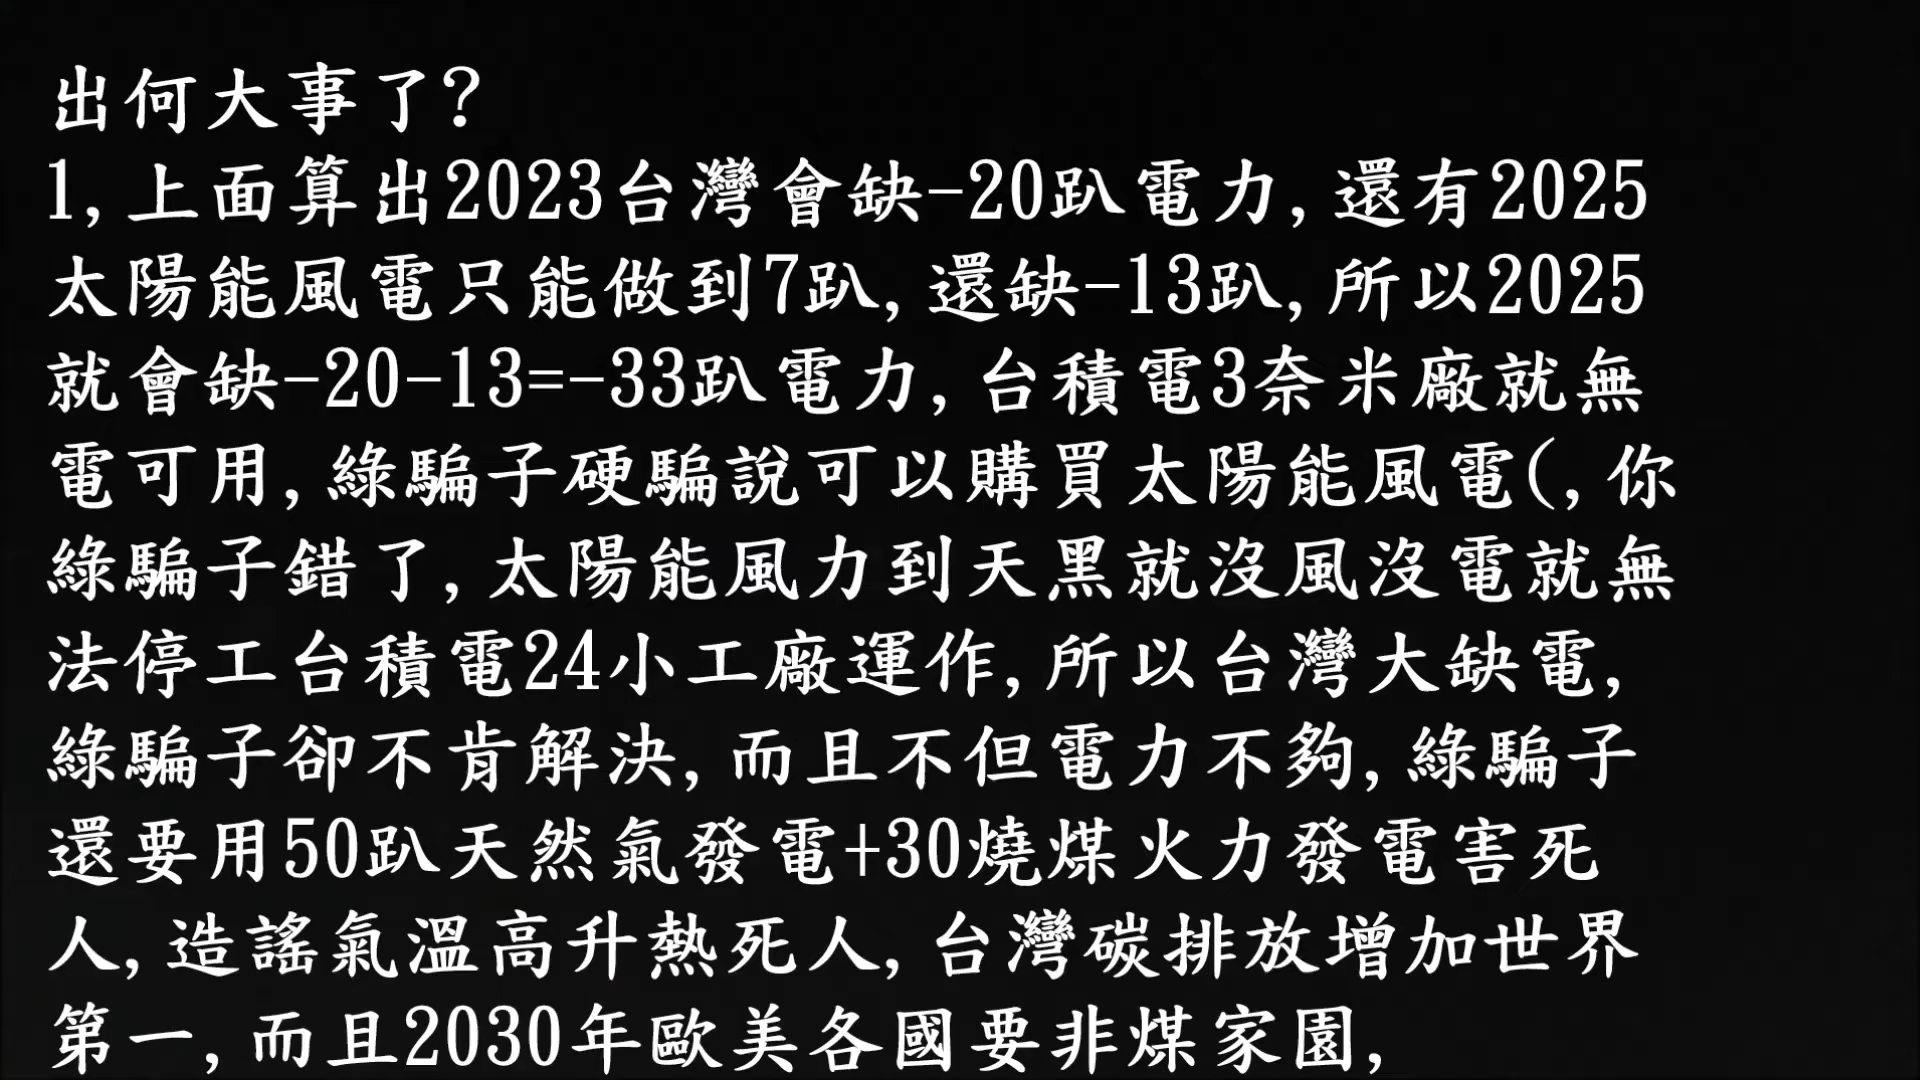 出何大事了?
1,上面算出2023台灣會缺-20趴電力,還有2025
太陽能風電只能做到7趴,還缺-13趴,所以2025
就會缺-20-13=-33趴電力,台積電3奈米廠就無
電可用,綠騙子硬騙說可以購買太陽能風電(,你
綠騙子錯了,太陽能風力到天黑就沒風沒電就無
法停工台積電24小工廠運作,所以台灣大缺電,
綠騙子卻不肯解決,而且不但電力不夠,綠騙子
還要用50趴天然氣發電+30燒煤火力發電害死
人,造謠氣溫高升熱死人,台灣碳排放增加世界
第一,而且2030年歐美各國要非煤家園,